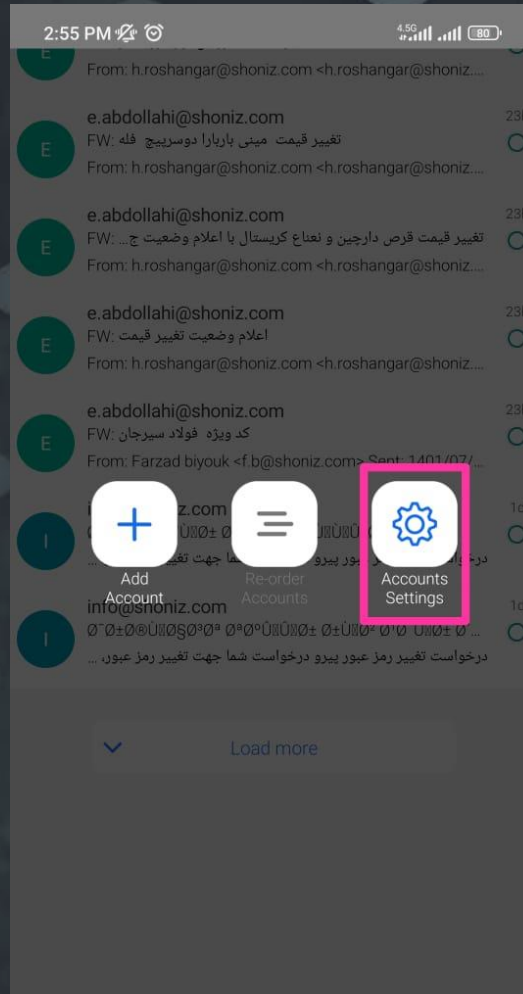 2:55 PM
4.5G
80
From: h.roshangar@shoniz.com <h.roshangar@shoniz....
e.abdollahi@shoniz.com
FW: تغییر قیمت مینی باربارا دوسرپیچ فله
From: h.roshangar@shoniz.com <h.roshangar@shoniz....
e.abdollahi@shoniz.com
FW: تغییر قیمت قرص دارچین و نعناع کریستال با اعلام وضعیت ج...
From: h.roshangar@shoniz.com <h.roshangar@shoniz....
e.abdollahi@shoniz.com
FW: اعلام وضعیت تغییر قیمت
From: h.roshangar@shoniz.com <h.roshangar@shoniz....
e.abdollahi@shoniz.com
FW: کد ویژه فولاد سیرجان
From: Farzad biyouk <f.b@shoniz.com> Sent: 1401/07/...
z.com
Add Account
Re-order Accounts
Accounts Settings
info@shoniz.com
درخواست تغییر رمز عبور پیرو درخواست شما جهت تغییر رمز عبور، ...
Load more